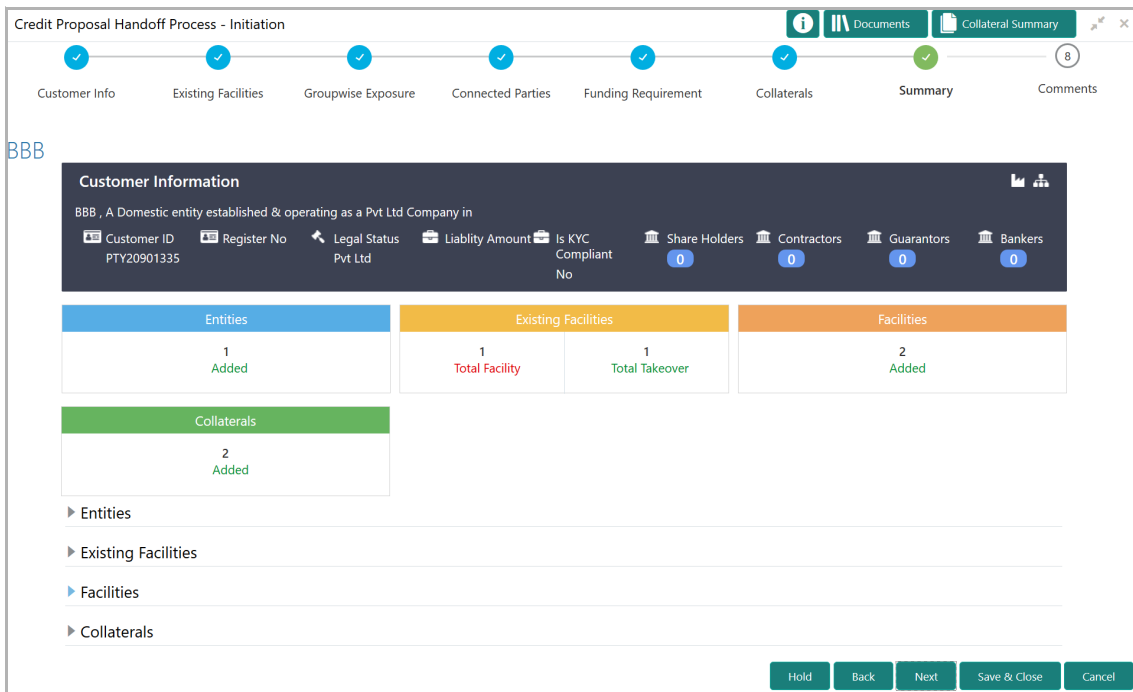 Credit Proposal Handoff Process - Initiation
Documents
Collateral Summary
8
Customer Info
Existing Facilities
Groupwise Exposure
Connected Parties
Funding Requirement
Collaterals
Summary
Comments
BBB
Customer Information
BBB , A Domestic entity established & operating as a Pvt Ltd Company in
Customer ID
PTY20901335
Register No
Legal Status
Pvt Ltd
Liablity Amount
Is KYC
Compliant
No
Share Holders
0
Contractors
0
Guarantors
0
Bankers
0
Entities
1
Added
Existing Facilities
1
Total Facility
1
Total Takeover
Facilities
2
Added
Collaterals
2
Added
Entities
Existing Facilities
Facilities
Collaterals
Hold
Back
Next
Save & Close
Cancel